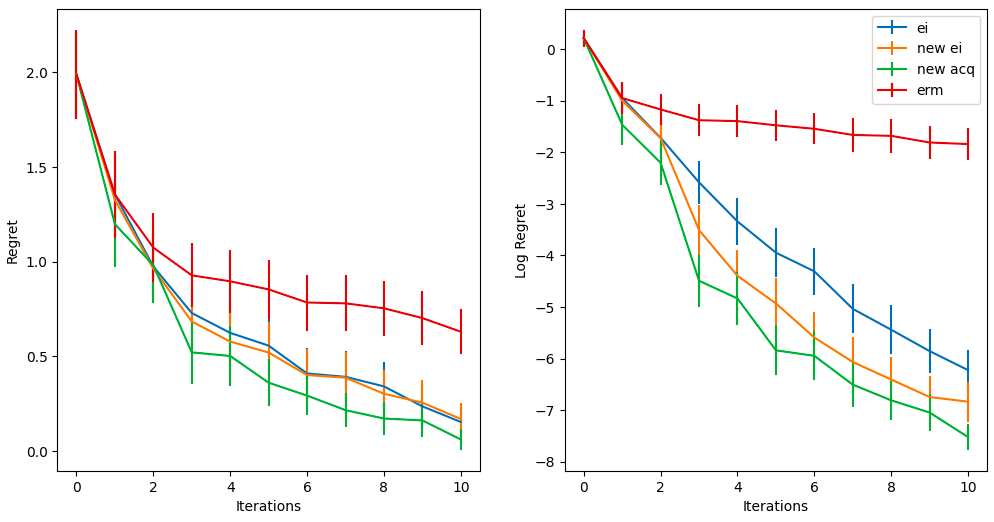 Regret
2.0
1.5
1.0
0.5
0.0
0 2 4 6 8 10
Iterations
Log Regret
0
−1
−2
−3
−4
−5
−6
−7
−8
0 2 4 6 8 10
Iterations
ei
new ei
new acq
erm